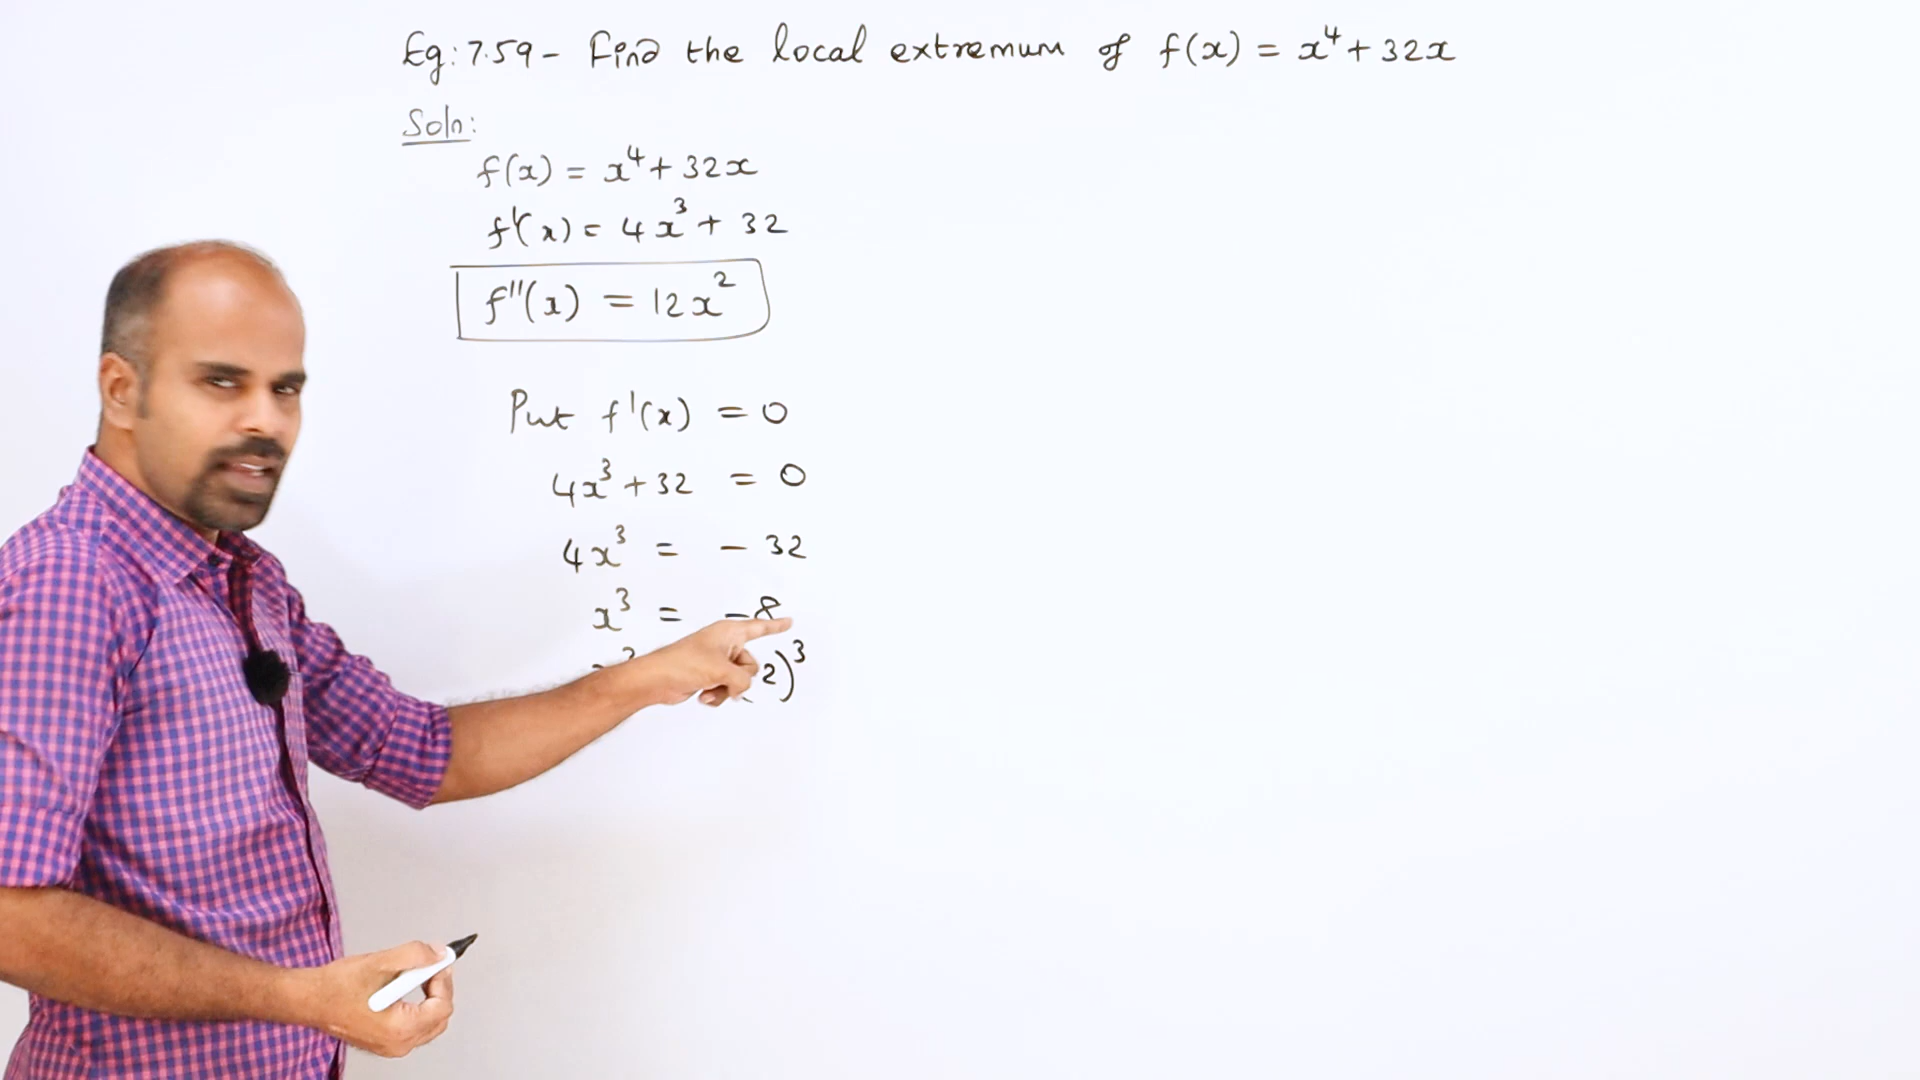 Eg: 7.59 - Find the local extremum of f(x) = x⁴ + 32x
Soln:
f(x) = x⁴ + 32x
f'(x) = 4x³ + 32
f''(x) = 12x²
Put f'(x) = 0
4x³ + 32 = 0
4x³ = - 32
x³ = -8
2)³